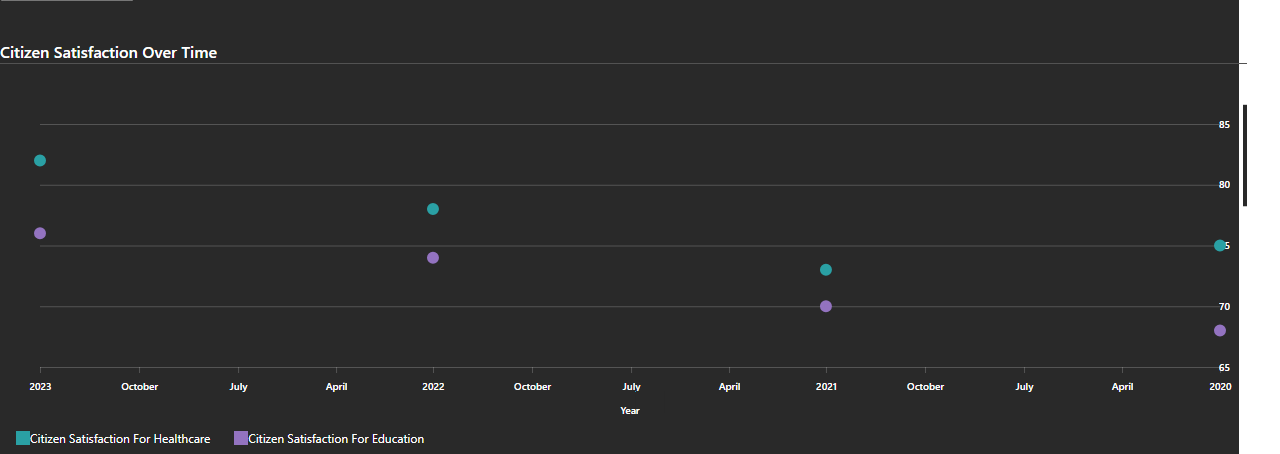 Citizen Satisfaction Over Time
85
80
5
70
65
2023 October July April 2022 October July April 2021 October July April 2020
Year
Citizen Satisfaction For Healthcare Citizen Satisfaction For Education